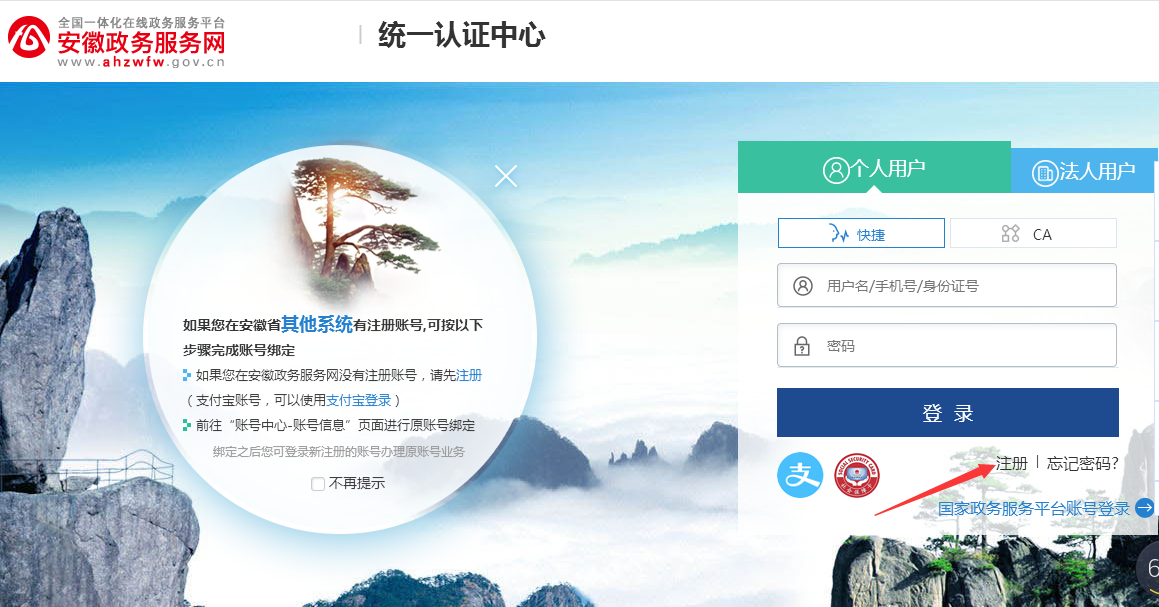 全国一体化在线政务服务平台
安徽政务服务网
www.ahzwfw.gov.cn
统一认证中心
如果您在安徽省其他系统有注册账号,可按以下
步骤完成账号绑定
如果您在安徽政务服务网没有注册账号，请先注册
（支付宝账号，可以使用支付宝登录）
前往“账号中心-账号信息”页面进行原账号绑定
绑定之后您可登录新注册的账号办理原账号业务
不再提示
个人用户
法人用户
快捷
CA
用户名/手机号/身份证号
密码
登 录
支
SOCIAL SECURITY CARD
注册
忘记密码?
国家政务服务平台账号登录
6